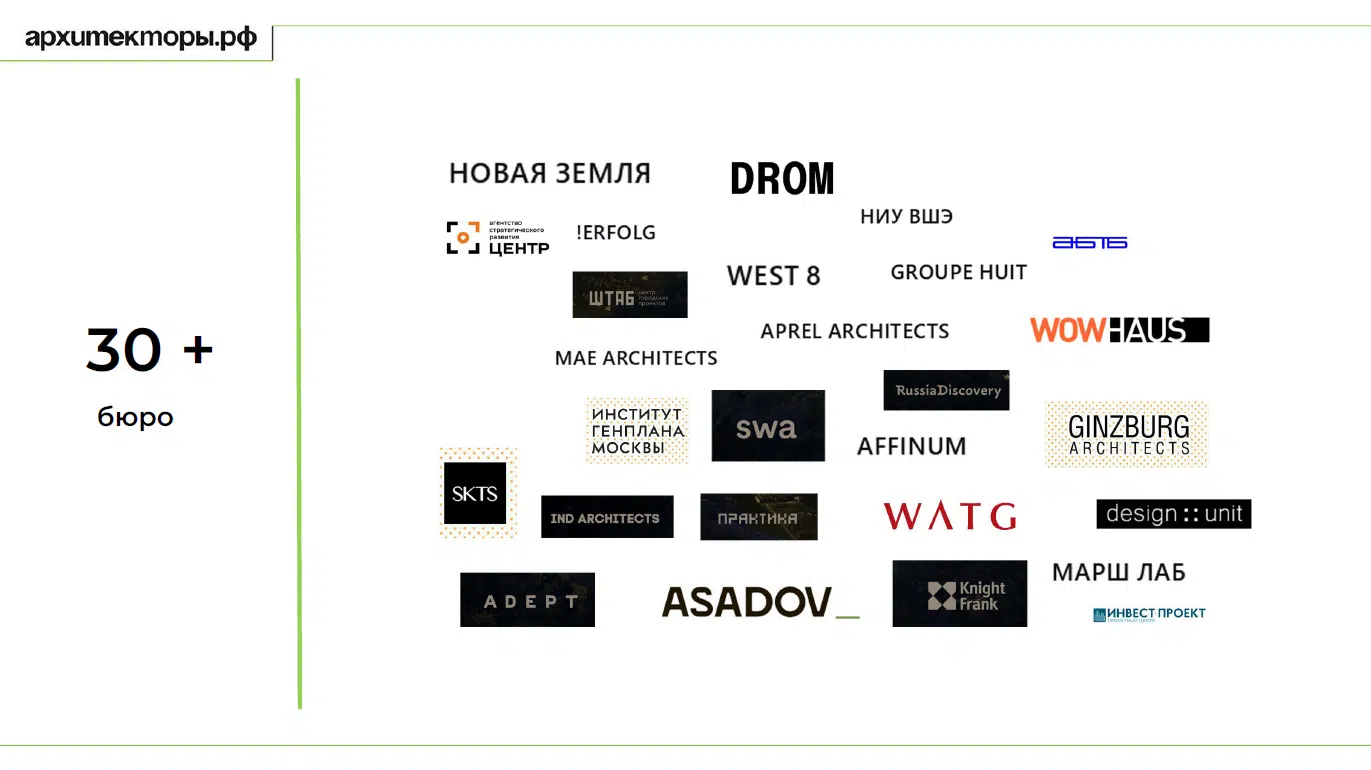 архитекторы.рф
30 +
бюро
НОВАЯ ЗЕМЛЯ
DROM
НИУ ВШЭ
агентство
стратегического
развития
ЦЕНТР
!ERFOLG
абтб
WEST 8
GROUPE HUIT
ШТАБ
центр
городских
проектов
APREL ARCHITECTS
WOWHAUS
MAE ARCHITECTS
RussiaDiscovery
ИНСТИТУТ
ГЕНПЛАНА
МОСКВЫ
swa
AFFINUM
GINZBURG
ARCHITECTS
SKTS
IND ARCHITECTS
ПРАКТИКА
WATG
design::unit
ADEPT
ASADOV_
Knight
Frank
МАРШ ЛАБ
ИНВЕСТ ПРОЕКТ